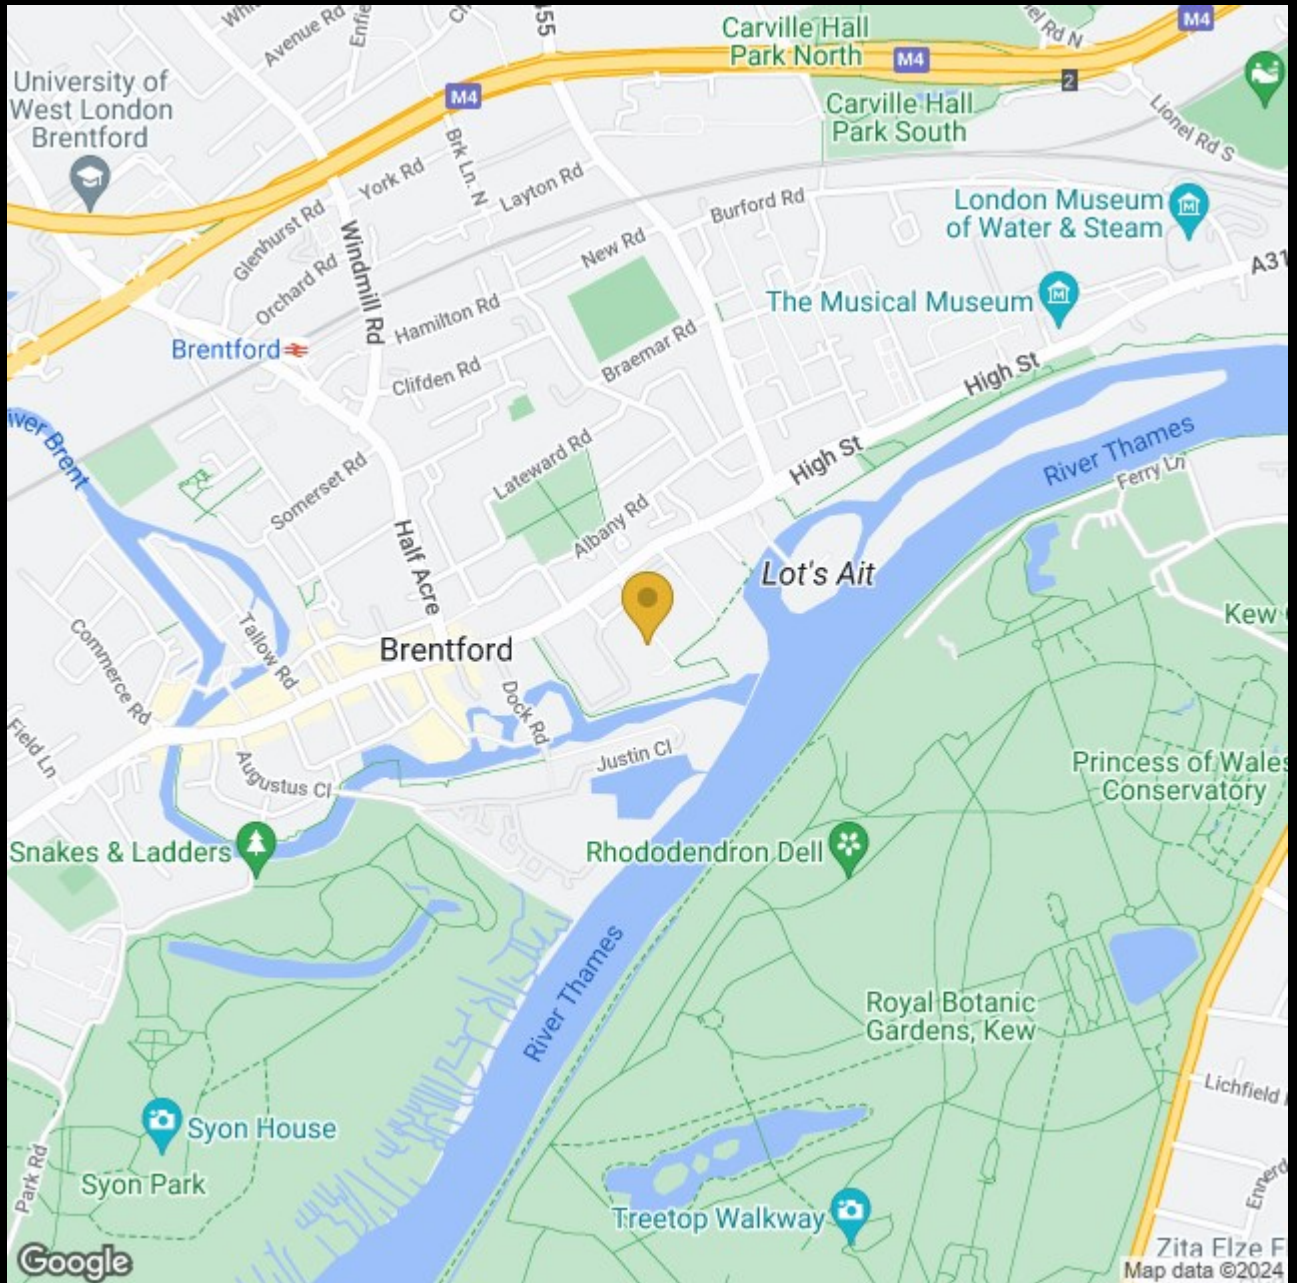 Avenue Rd
Carville Hall
Park North
M4
M4
M4
2
University of
West London
Brentford
Carville Hall
Park South
Lionel Rd S
Brk Ln. N
York Rd
Layton Rd
Burford Rd
London Museum
of Water & Steam
Glenhurst Rd
Windmill Rd
New Rd
Orchard Rd
Hamilton Rd
The Musical Museum
Brentford
Braemar Rd
Clifden Rd
High St
River Thames
Ferry Ln
Lateward Rd
High St
Somerset Rd
Albany Rd
Half Acre
Lot's Ait
Commerce Rd
Tallow Rd
Brentford
Dock Rd
Field Ln
Augustus Cl
Justin Cl
Princess of Wales
Conservatory
Snakes & Ladders
Rhododendron Dell
River Thames
Royal Botanic
Gardens, Kew
Lichfield
Syon House
Syon Park
Park Rd
Treetop Walkway
Zita Elze F
Google
Map data ©2024